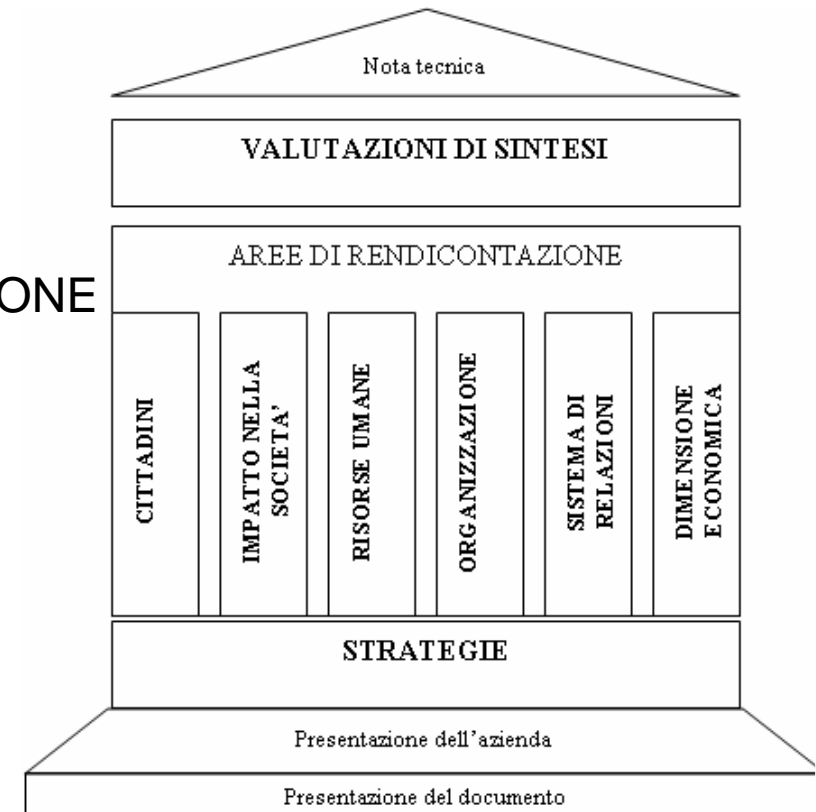 Nota tecnica
VALUTAZIONI DI SINTESI
AREE DI RENDICONTAZIONE
ONE
CITTADINI
IMPATTO NELLA
SOCIETA’
RISORSE UMANE
ORGANIZZAZIONE
SISTEMA DI
RELAZIONI
DIMENSIONE
ECONOMICA
STRATEGIE
Presentazione dell’azienda
Presentazione del documento